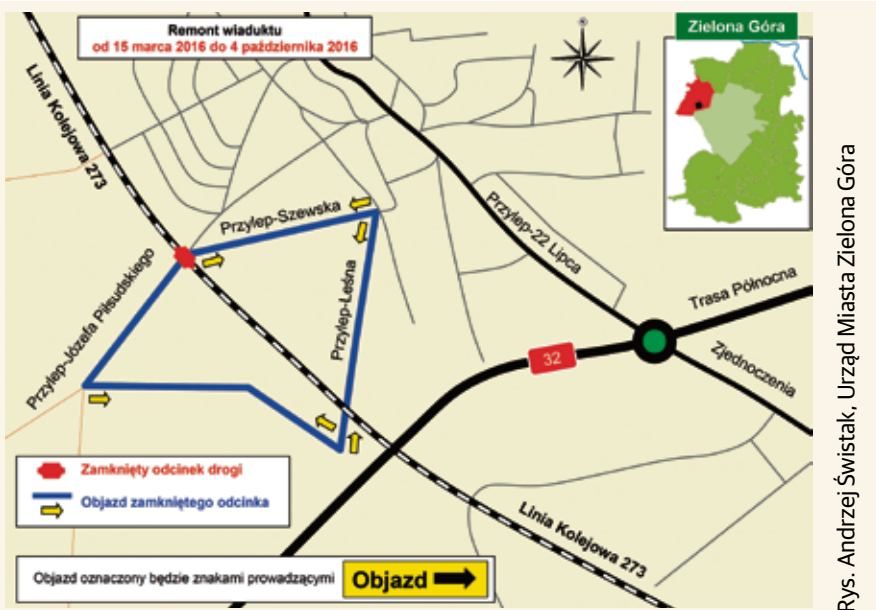 Remont wiaduktu
od 15 marca 2016 do 4 października 2016
Zielona Góra
Linia Kolejowa 273
Przylep-Szewska
Przylep-22 Lipca
Przylep-Józefa Piłsudskiego
Przylep-Leśna
Trasa Północna
32
Zjednoczenia
Zamknięty odcinek drogi
Objazd zamkniętego odcinka
Linia Kolejowa 273
Objazd oznaczony będzie znakami prowadzącymi
Objazd
Rys. Andrzej Świstak, Urząd Miasta Zielona Góra